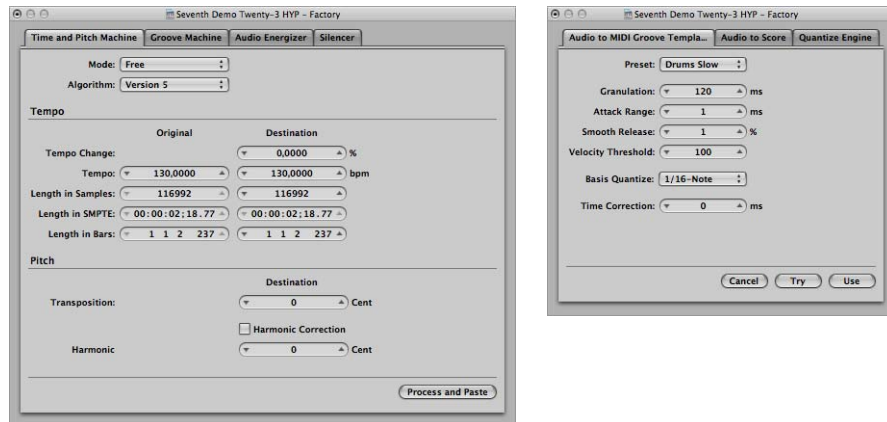 Seventh Demo Twenty-3 HYP - Factory
Time and Pitch Machine Groove Machine Audio Energizer Silencer
Mode: Free
Algorithm: Version 5
Tempo
Original Destination
Tempo Change: 0,0000 %
Tempo: 130,0000 130,0000 bpm
Length in Samples: 116992 116992
Length in SMPTE: 00:00:02;18.77 00:00:02;18.77
Length in Bars: 1 1 2 237 1 1 2 237
Pitch
Destination
Transposition: 0 Cent
Harmonic Correction
Harmonic 0 Cent
Process and Paste
Seventh Demo Twenty-3 HYP - Factory
Audio to MIDI Groove Templa... Audio to Score Quantize Engine
Preset: Drums Slow
Granulation: 120 ms
Attack Range: 1 ms
Smooth Release: 1 %
Velocity Threshold: 100
Basis Quantize: 1/16-Note
Time Correction: 0 ms
Cancel Try Use